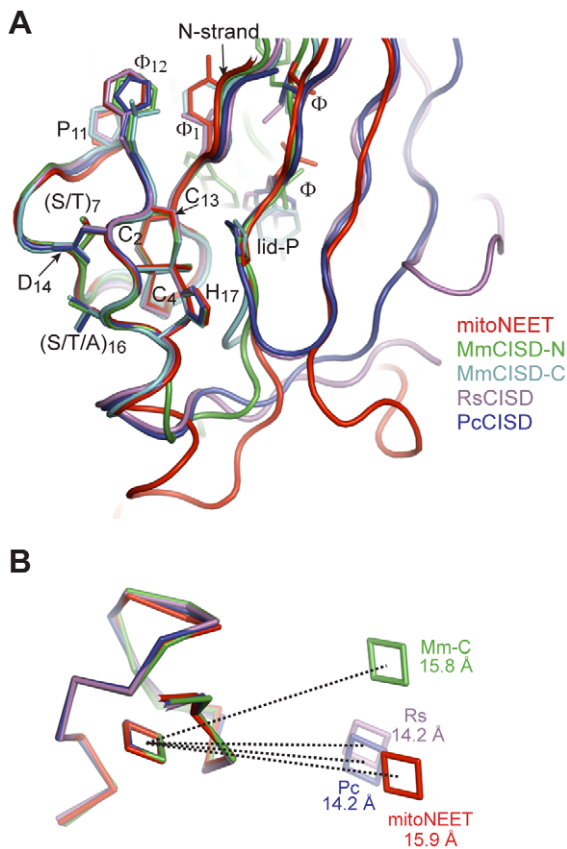 A
N-strand
Φ12
P11
Φ1
Φ
(S/T)7
C13
Φ
C2
lid-P
D14
C4
H17
(S/T/A)16
mitoNEET
MmCISD-N
MmCISD-C
RsCISD
PcCISD
B
Mm-C
15.8 Å
Rs
14.2 Å
Pc
14.2 Å
mitoNEET
15.9 Å